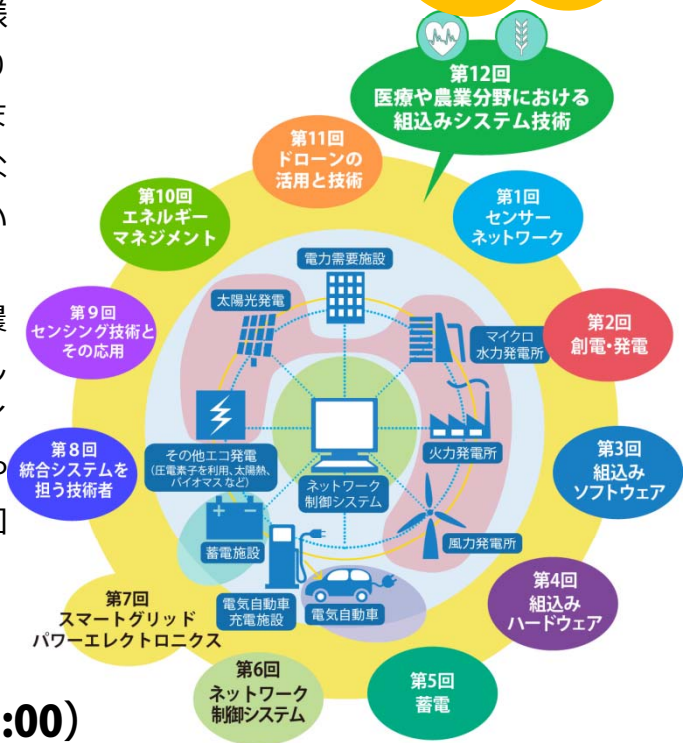 様
り
い
農
第12回
医療や農業分野における
組込みシステム技術
第11回
ドローンの
活用と技術
第10回
エネルギー
マネジメント
第1回
センサー
ネットワーク
電力需要施設
太陽光発電
マイクロ
水力発電所
第9回
センシング技術と
その応用
第2回
創電・発電
その他エコ発電
(圧電素子を利用、太陽熱、
バイオマス など)
ネットワーク
制御システム
火力発電所
第8回
統合システムを
担う技術者
第3回
組込み
ソフトウェア
蓄電施設
風力発電所
電気自動車
充電施設
電気自動車
第7回
スマートグリッド
パワーエレクトロニクス
第4回
組込み
ハードウェア
第6回
ネットワーク
制御システム
第5回
蓄電
:00)